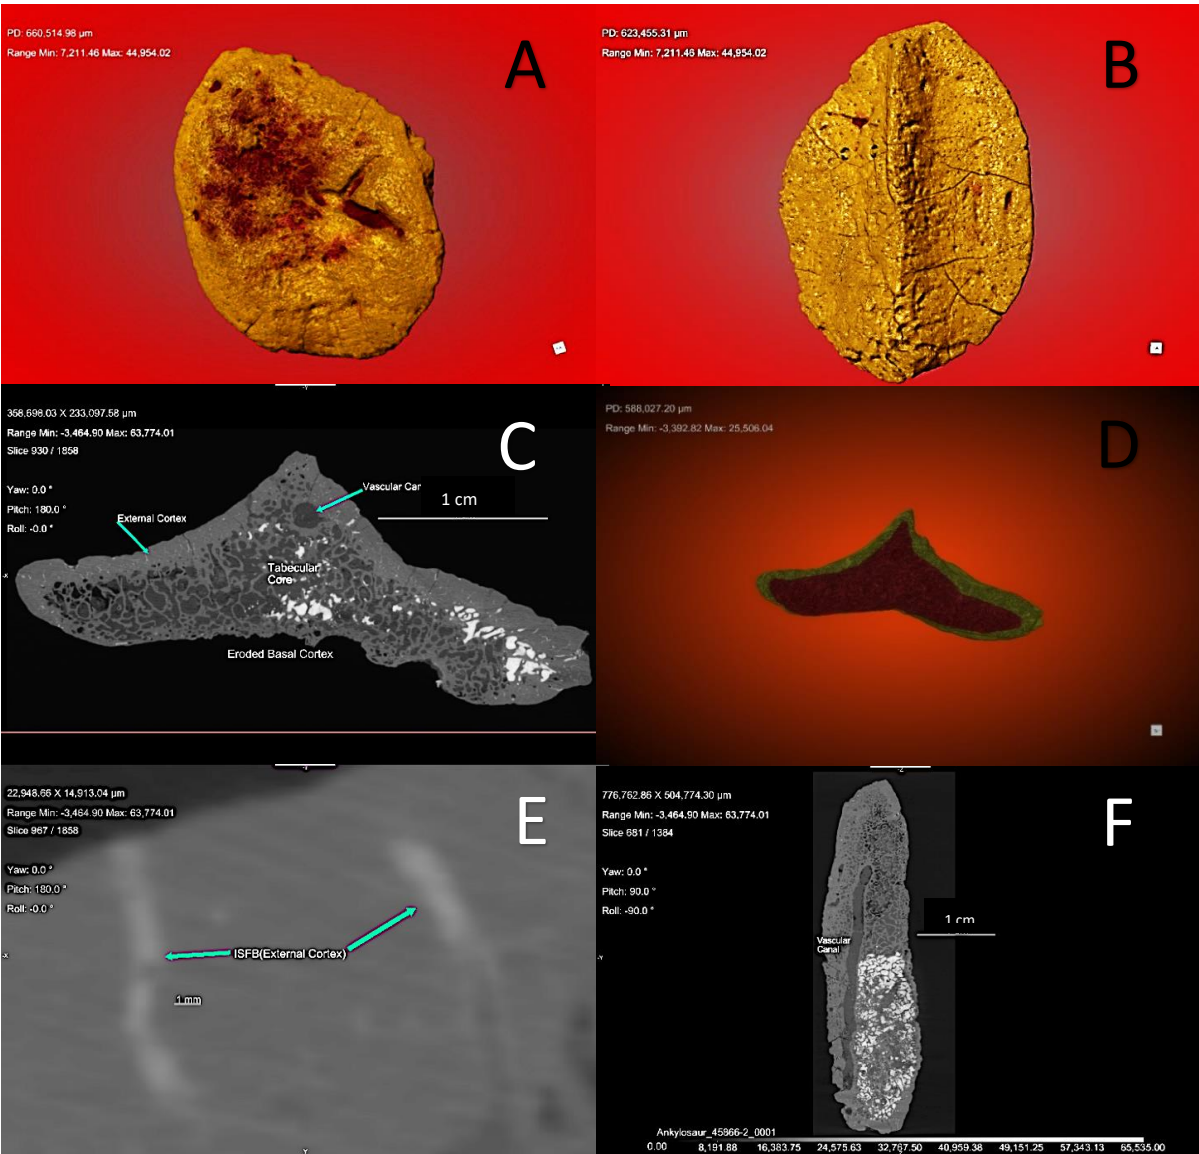 PD: 660,514.98 µm
Range Min: 7,211.46 Max: 44,954.02
A
PD: 623,455.31 µm
Range Min: 7,211.46 Max: 44,954.02
B
358,698.03 X 233,097.58 µm
Range Min: -3,464.90 Max: 63,774.01
Slice 930 / 1858
Yaw: 0.0 °
Pitch: 180.0 °
Roll: -0.0 °
C
Vascular Car
1 cm
External Cortex
Tabecular
Core
Eroded Basal Cortex
-X
PD: 588,027.20 µm
Range Min: -3,392.82 Max: 25,506.04
D
22,948.66 X 14,913.04 µm
Range Min: -3,464.90 Max: 63,774.01
Slice 967 / 1858
Yaw: 0.0 °
Pitch: 180.0 °
Roll: -0.0 °
E
ISFB(External Cortex)
1 mm
-X
776,762.86 X 504,774.30 µm
Range Min: -3,464.90 Max: 63,774.01
Slice 681 / 1384
Yaw: 0.0 °
Pitch: 90.0 °
Roll: -90.0 °
F
-Z
1 cm
Vascular
Canal
-Y
Ankylosaur_45866-2_0001
0.00 8,191.88 16,383.75 24,575.63 32,767.50 40,959.38 49,151.25 57,343.13 65,535.00